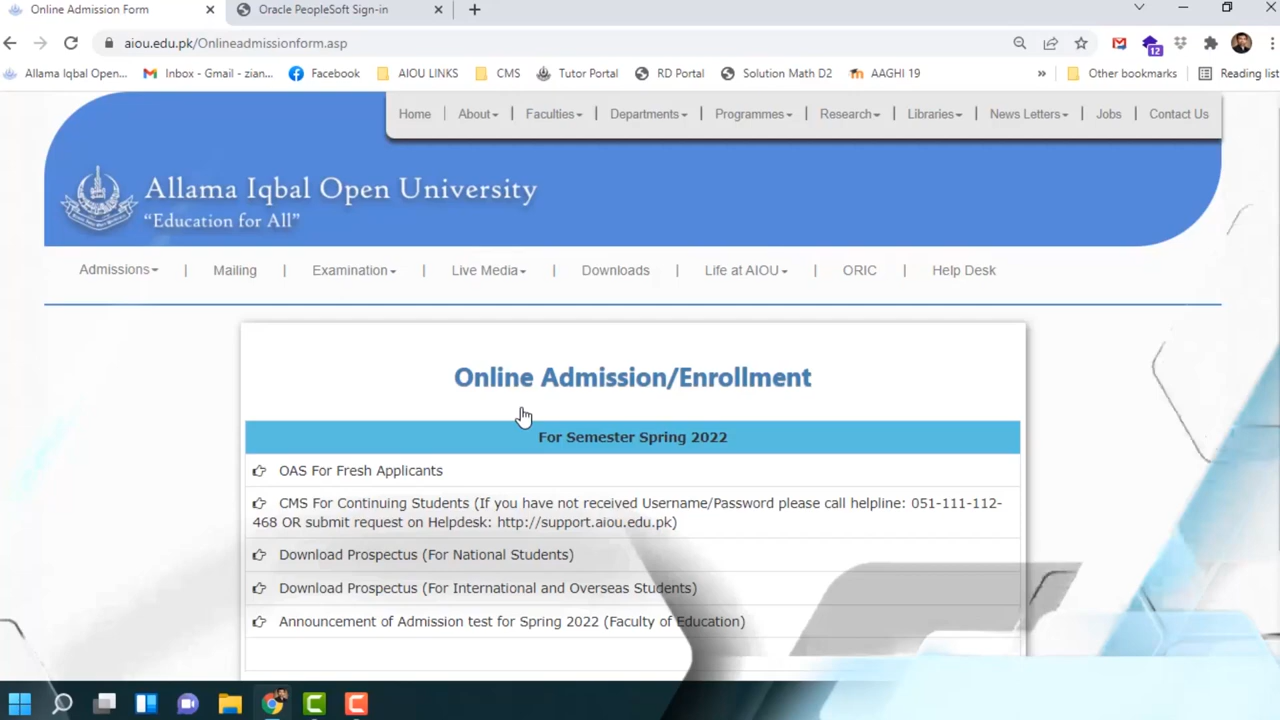 Online Admission Form
Oracle PeopleSoft Sign-in
aiou.edu.pk/Onlineadmissionform.asp
12
Allama Iqbal Open... Inbox - Gmail - zian... Facebook AIOU LINKS CMS Tutor Portal RD Portal Solution Math D2 AAGHI 19 » Other bookmarks Reading list
Home About Faculties Departments Programmes Research Libraries News Letters Jobs Contact Us
Allama Iqbal Open University
“Education for All”
Admissions | Mailing | Examination | Live Media | Downloads | Life at AIOU | ORIC | Help Desk
Online Admission/Enrollment
For Semester Spring 2022
OAS For Fresh Applicants
CMS For Continuing Students (If you have not received Username/Password please call helpline: 051-111-112-
468 OR submit request on Helpdesk: http://support.aiou.edu.pk)
Download Prospectus (For National Students)
Download Prospectus (For International and Overseas Students)
Announcement of Admission test for Spring 2022 (Faculty of Education)